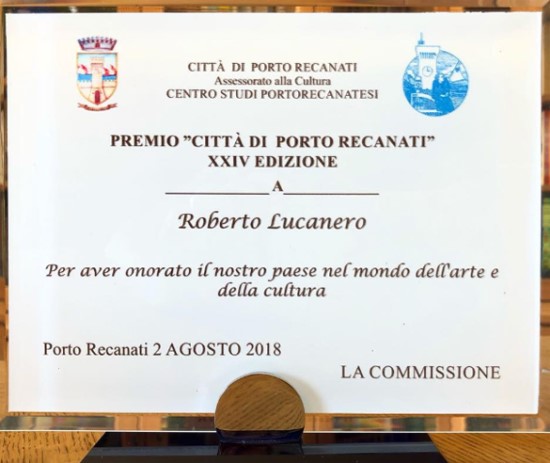 CITTÀ DI PORTO RECANATI
Assessorato alla Cultura
CENTRO STUDI PORTORECANATESI
PREMIO ”CITTÀ DI PORTO RECANATI”
XXIV EDIZIONE
____________ A___________
Roberto Lucanero
Per aver onorato il nostro paese nel mondo dell'arte e
della cultura
Porto Recanati 2 AGOSTO 2018
LA COMMISSIONE